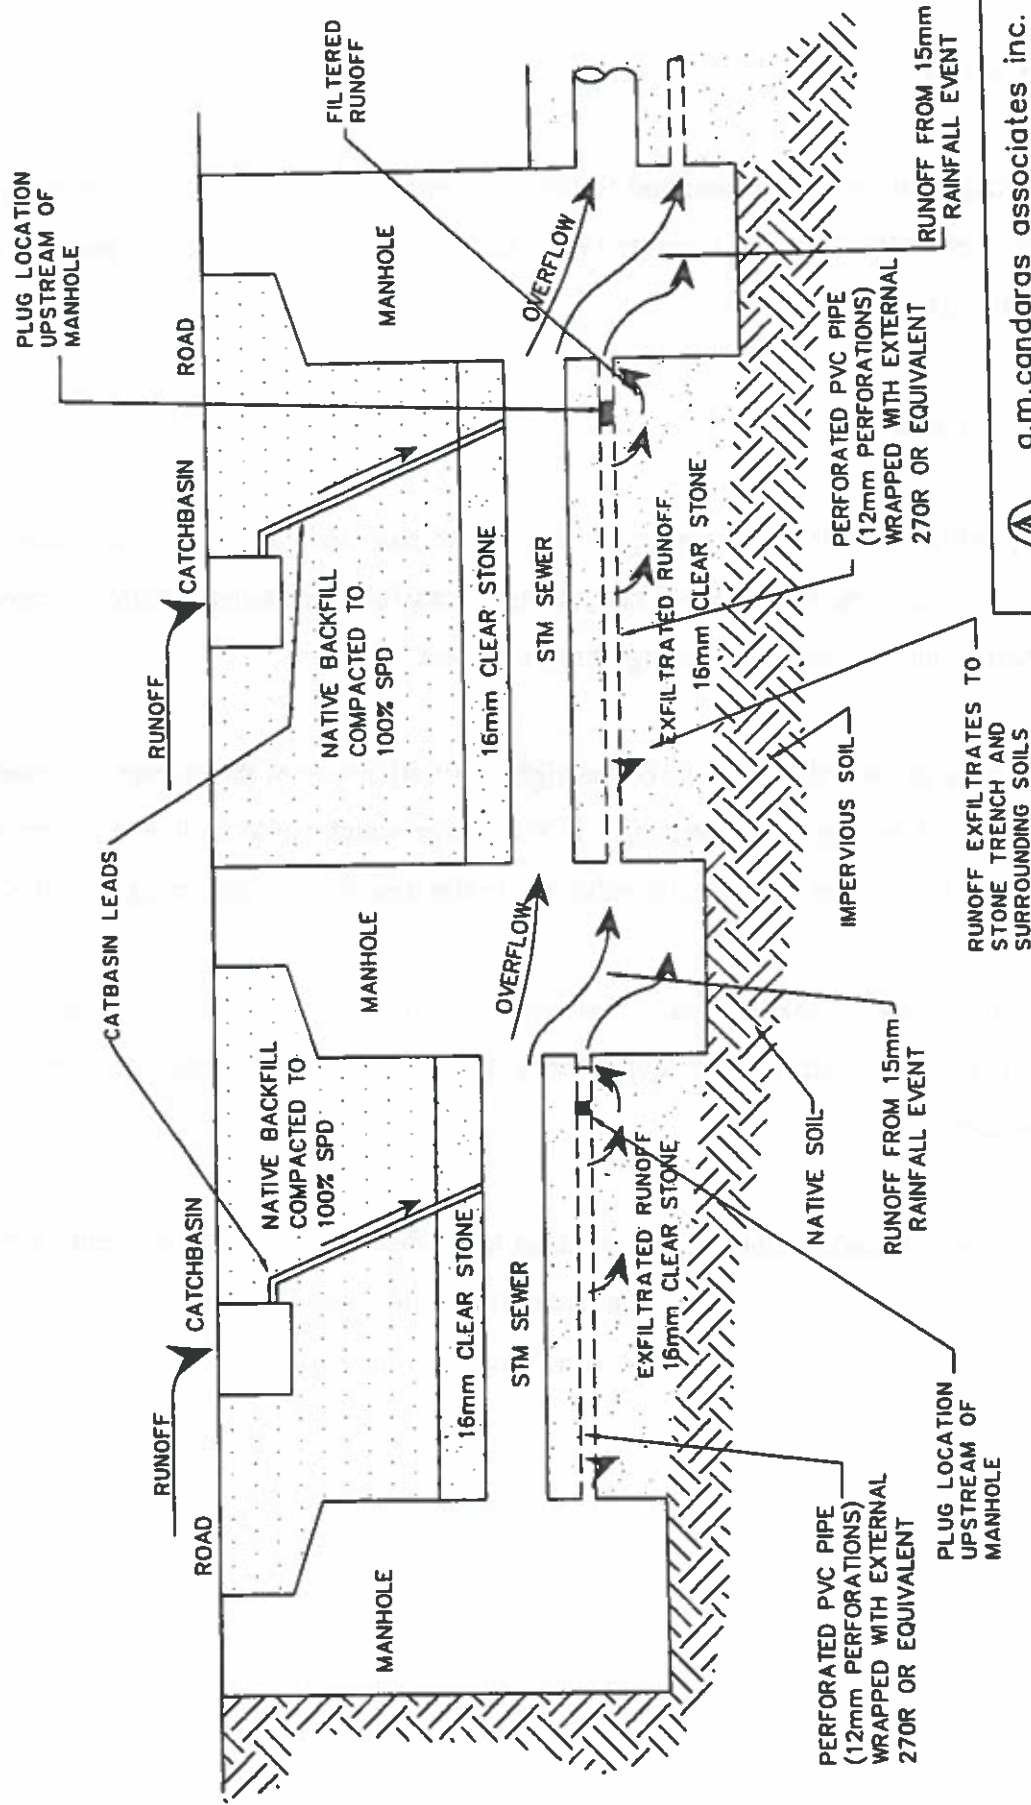 PLUG LOCATION
UPSTREAM OF
MANHOLE
FILTERED
RUNOFF
CATBASIN LEADS
RUNOFF
RUNOFF
ROAD
CATCHBASIN
CATCHBASIN
ROAD
NATIVE BACKFILL
COMPACTED TO
100% SPD
NATIVE BACKFILL
COMPACTED TO
100% SPD
MANHOLE
MANHOLE
MANHOLE
16mm CLEAR STONE
16mm CLEAR STONE
STM SEWER
STM SEWER
OVERFLOW
OVERFLOW
EXFILTRATED RUNOFF
16mm CLEAR STONE
EXFILTRATED RUNOFF
16mm CLEAR STONE
PERFORATED PVC PIPE
(12mm PERFORATIONS)
WRAPPED WITH EXTERNAL
270R OR EQUIVALENT
PLUG LOCATION
UPSTREAM OF
MANHOLE
NATIVE SOIL
RUNOFF FROM 15mm
RAINFALL EVENT
IMPERVIOUS SOIL
RUNOFF EXFILTRATES TO
STONE TRENCH AND
SURROUNDING SOILS
PERFORATED PVC PIPE
(12mm PERFORATIONS)
WRAPPED WITH EXTERNAL
270R OR EQUIVALENT
RUNOFF FROM 15mm
RAINFALL EVENT
a.m. candaras associates inc.